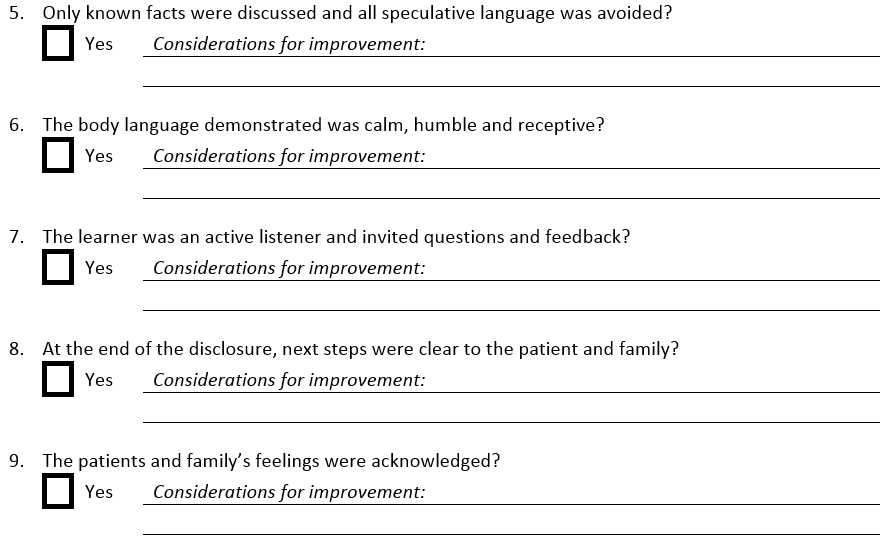 5. Only known facts were discussed and all speculative language was avoided?
Yes Considerations for improvement:
6. The body language demonstrated was calm, humble and receptive?
Yes Considerations for improvement:
7. The learner was an active listener and invited questions and feedback?
Yes Considerations for improvement:
8. At the end of the disclosure, next steps were clear to the patient and family?
Yes Considerations for improvement:
9. The patients and family’s feelings were acknowledged?
Yes Considerations for improvement: